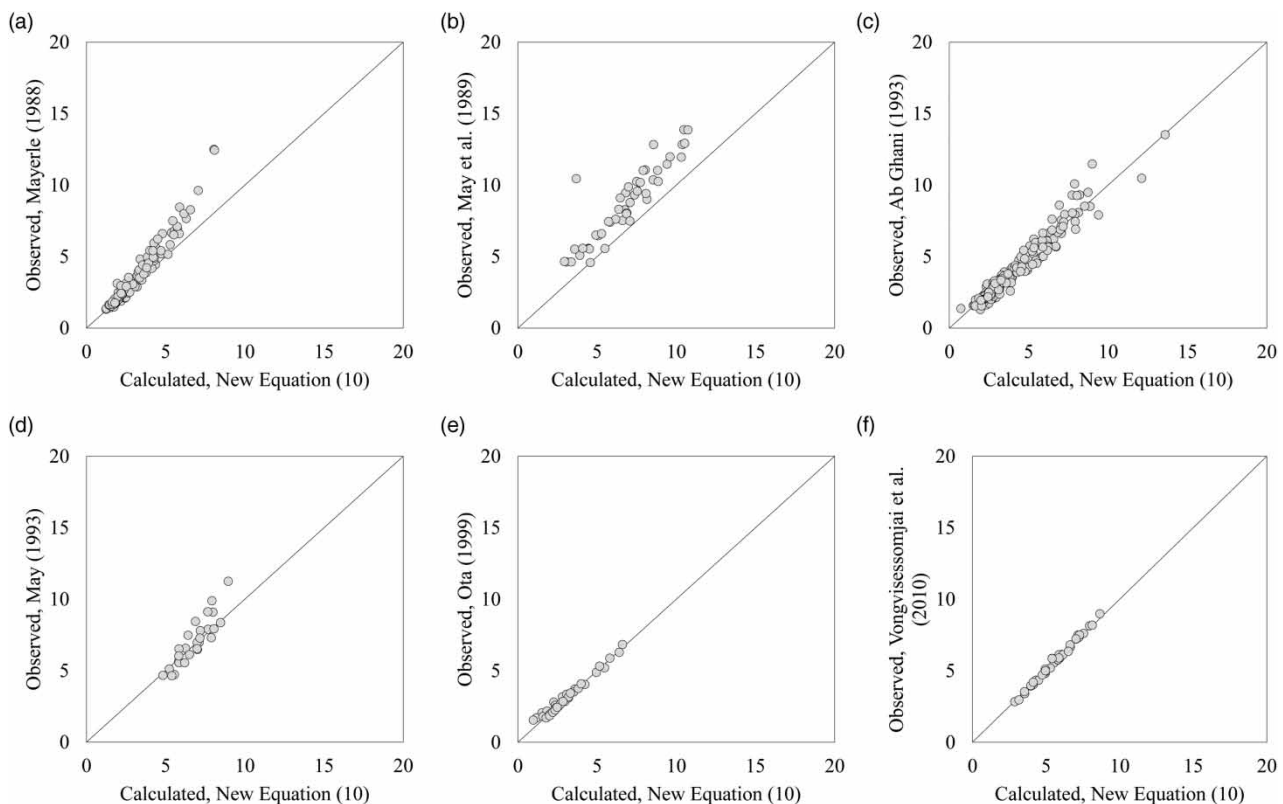 (a)
20
15
10
5
0
0 5 10 15 20
Observed, Mayerle (1988)
Calculated, New Equation (10)
(b)
20
15
10
5
0
0 5 10 15 20
Observed, May et al. (1989)
Calculated, New Equation (10)
(c)
20
15
10
5
0
0 5 10 15 20
Observed, Ab Ghani (1993)
Calculated, New Equation (10)
(d)
20
15
10
5
0
0 5 10 15 20
Observed, May (1993)
Calculated, New Equation (10)
(e)
20
15
10
5
0
0 5 10 15 20
Observed, Ota (1999)
Calculated, New Equation (10)
(f)
20
15
10
5
0
0 5 10 15 20
Observed, Vongvisessomjai et al.
(2010)
Calculated, New Equation (10)